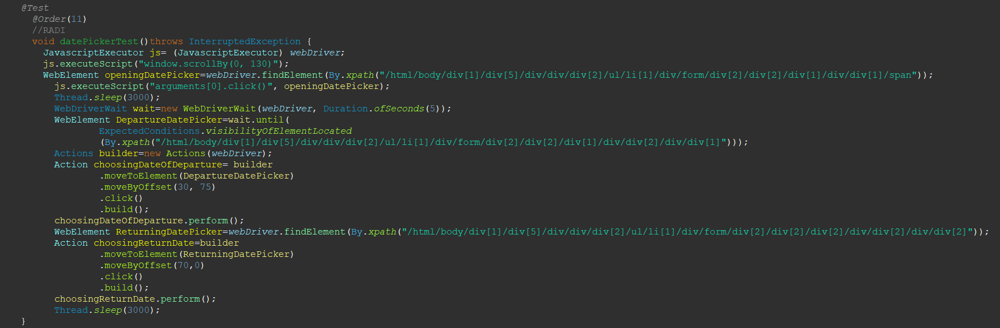 @Test
@Order(11)
//RADI
void datePickerTest()throws InterruptedException {
JavascriptExecutor js= (JavascriptExecutor) webDriver;
js.executeScript("window.scrollBy(0, 130)");
WebElement openingDatePicker=webDriver.findElement(By.xpath("/html/body/div[1]/div[5]/div/div/div[2]/ul/li[1]/div/form/div[2]/div[2]/div[1]/div/div[1]/span"));
js.executeScript("arguments[0].click()", openingDatePicker);
Thread.sleep(3000);
WebDriverWait wait=new WebDriverWait(webDriver, Duration.ofSeconds(5));
WebElement DepartureDatePicker=wait.until(
ExpectedConditions.visibilityOfElementLocated
(By.xpath("/html/body/div[1]/div[5]/div/div/div[2]/ul/li[1]/div/form/div[2]/div[2]/div[1]/div/div[2]/div/div[1]")));
Actions builder=new Actions(webDriver);
Action choosingDateOfDeparture= builder
.moveToElement(DepartureDatePicker)
.moveByOffset(30, 75)
.click()
.build();
choosingDateOfDeparture.perform();
WebElement ReturningDatePicker=webDriver.findElement(By.xpath("/html/body/div[1]/div[5]/div/div/div[2]/ul/li[1]/div/form/div[2]/div[2]/div[2]/div/div[2]/div/div[2]"));
Action choosingReturnDate=builder
.moveToElement(ReturningDatePicker)
.moveByOffset(70,0)
.click()
.build();
choosingReturnDate.perform();
Thread.sleep(3000);
}